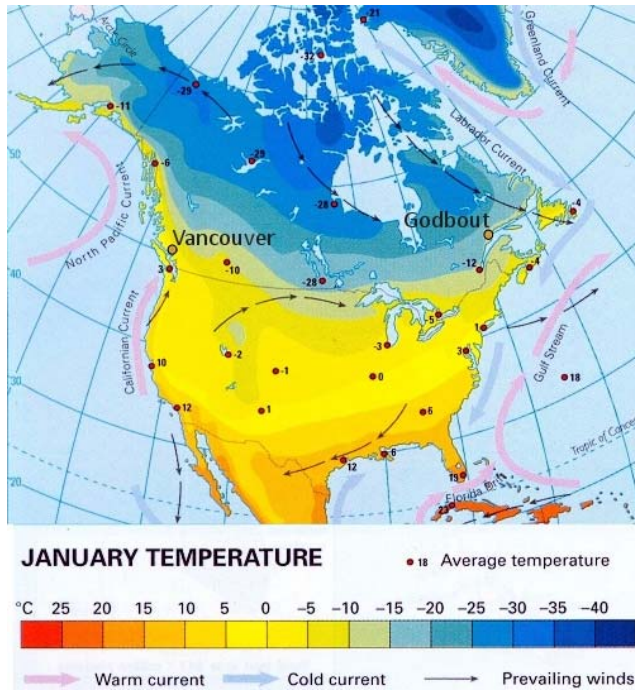 Arctic Circle
-21
-32
Greenland Current
-29
-11
50
Labrador Current
-29
-6
-28
-4
Godbout
North Pacific Current
Vancouver
40
-10
-12
-4
3
-28
Californian Current
-5
1
-3
3
-2
Gulf Stream
30
10
-1
0
18
12
1
6
Tropic of Cancer
12
6
20
19
Florida
23
JANUARY TEMPERATURE
18 Average temperature
°C 25 20 15 10 5 0 -5 -10 -15 -20 -25 -30 -35 -40
Warm current
Cold current
Prevailing winds